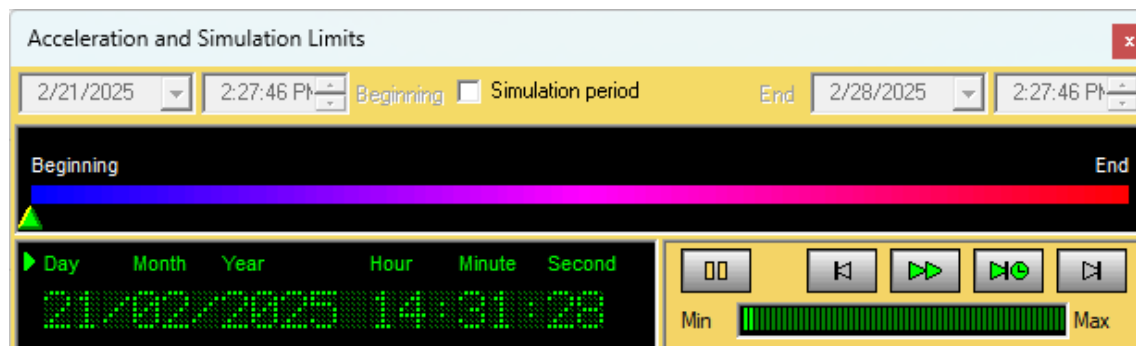 Acceleration and Simulation Limits
x
2/21/2025 2:27:46 PM Beginning Simulation period End 2/28/2025 2:27:46 PM
Beginning End
Day Month Year Hour Minute Second
21/02/2025 14:31:28
Min Max